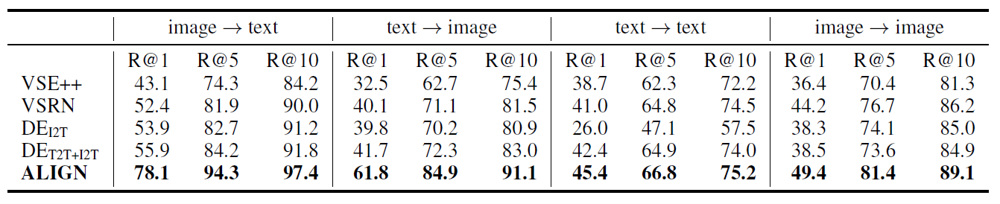 image → text text → image text → text image → image
R@1 R@5 R@10 R@1 R@5 R@10 R@1 R@5 R@10 R@1 R@5 R@10
VSE++ 43.1 74.3 84.2 32.5 62.7 75.4 38.7 62.3 72.2 36.4 70.4 81.3
VSRN 52.4 81.9 90.0 40.1 71.1 81.5 41.0 64.8 74.5 44.2 76.7 86.2
DEI2T 53.9 82.7 91.2 39.8 70.2 80.9 26.0 47.1 57.5 38.3 74.1 85.0
DET2T+I2T 55.9 84.2 91.8 41.7 72.3 83.0 42.4 64.9 74.0 38.5 73.6 84.9
ALIGN 78.1 94.3 97.4 61.8 84.9 91.1 45.4 66.8 75.2 49.4 81.4 89.1